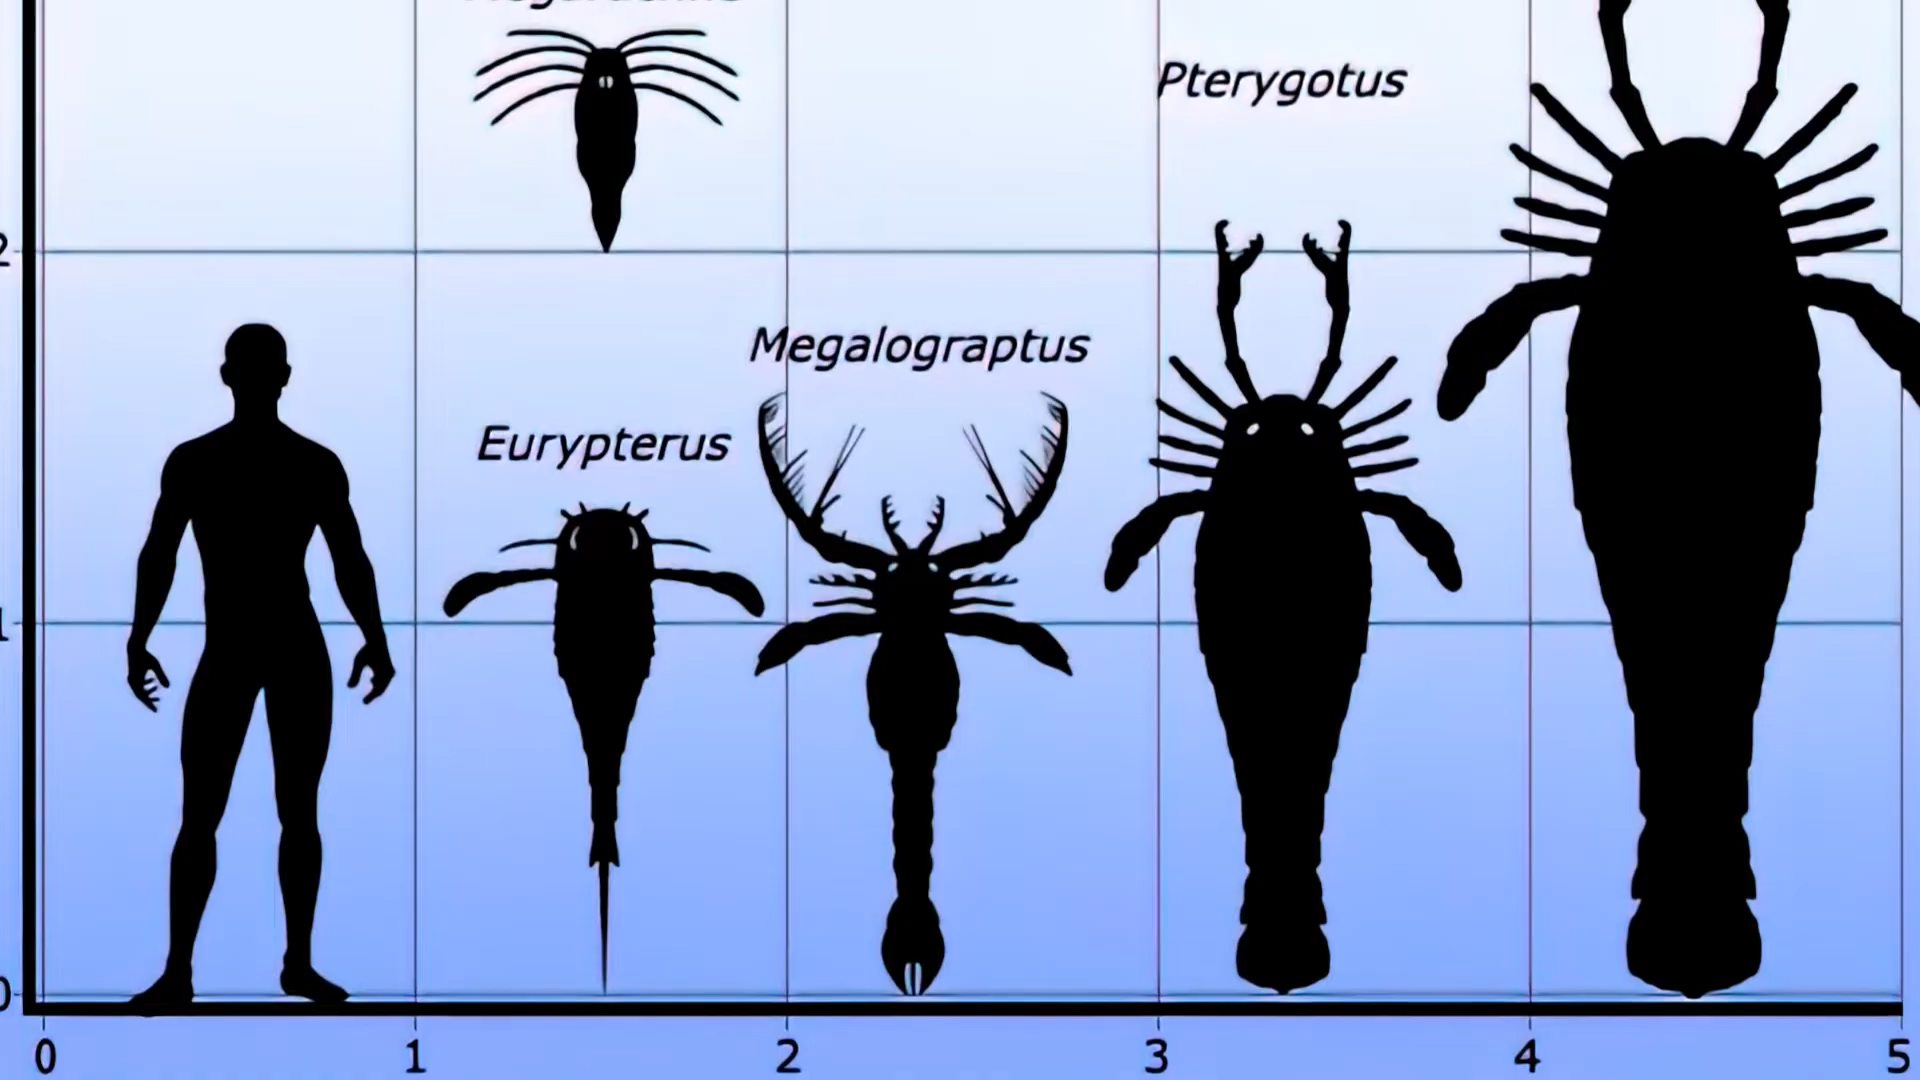 Pterygotus
2
Megalograptus
Eurypterus
1
0
0 1 2 3 4 5